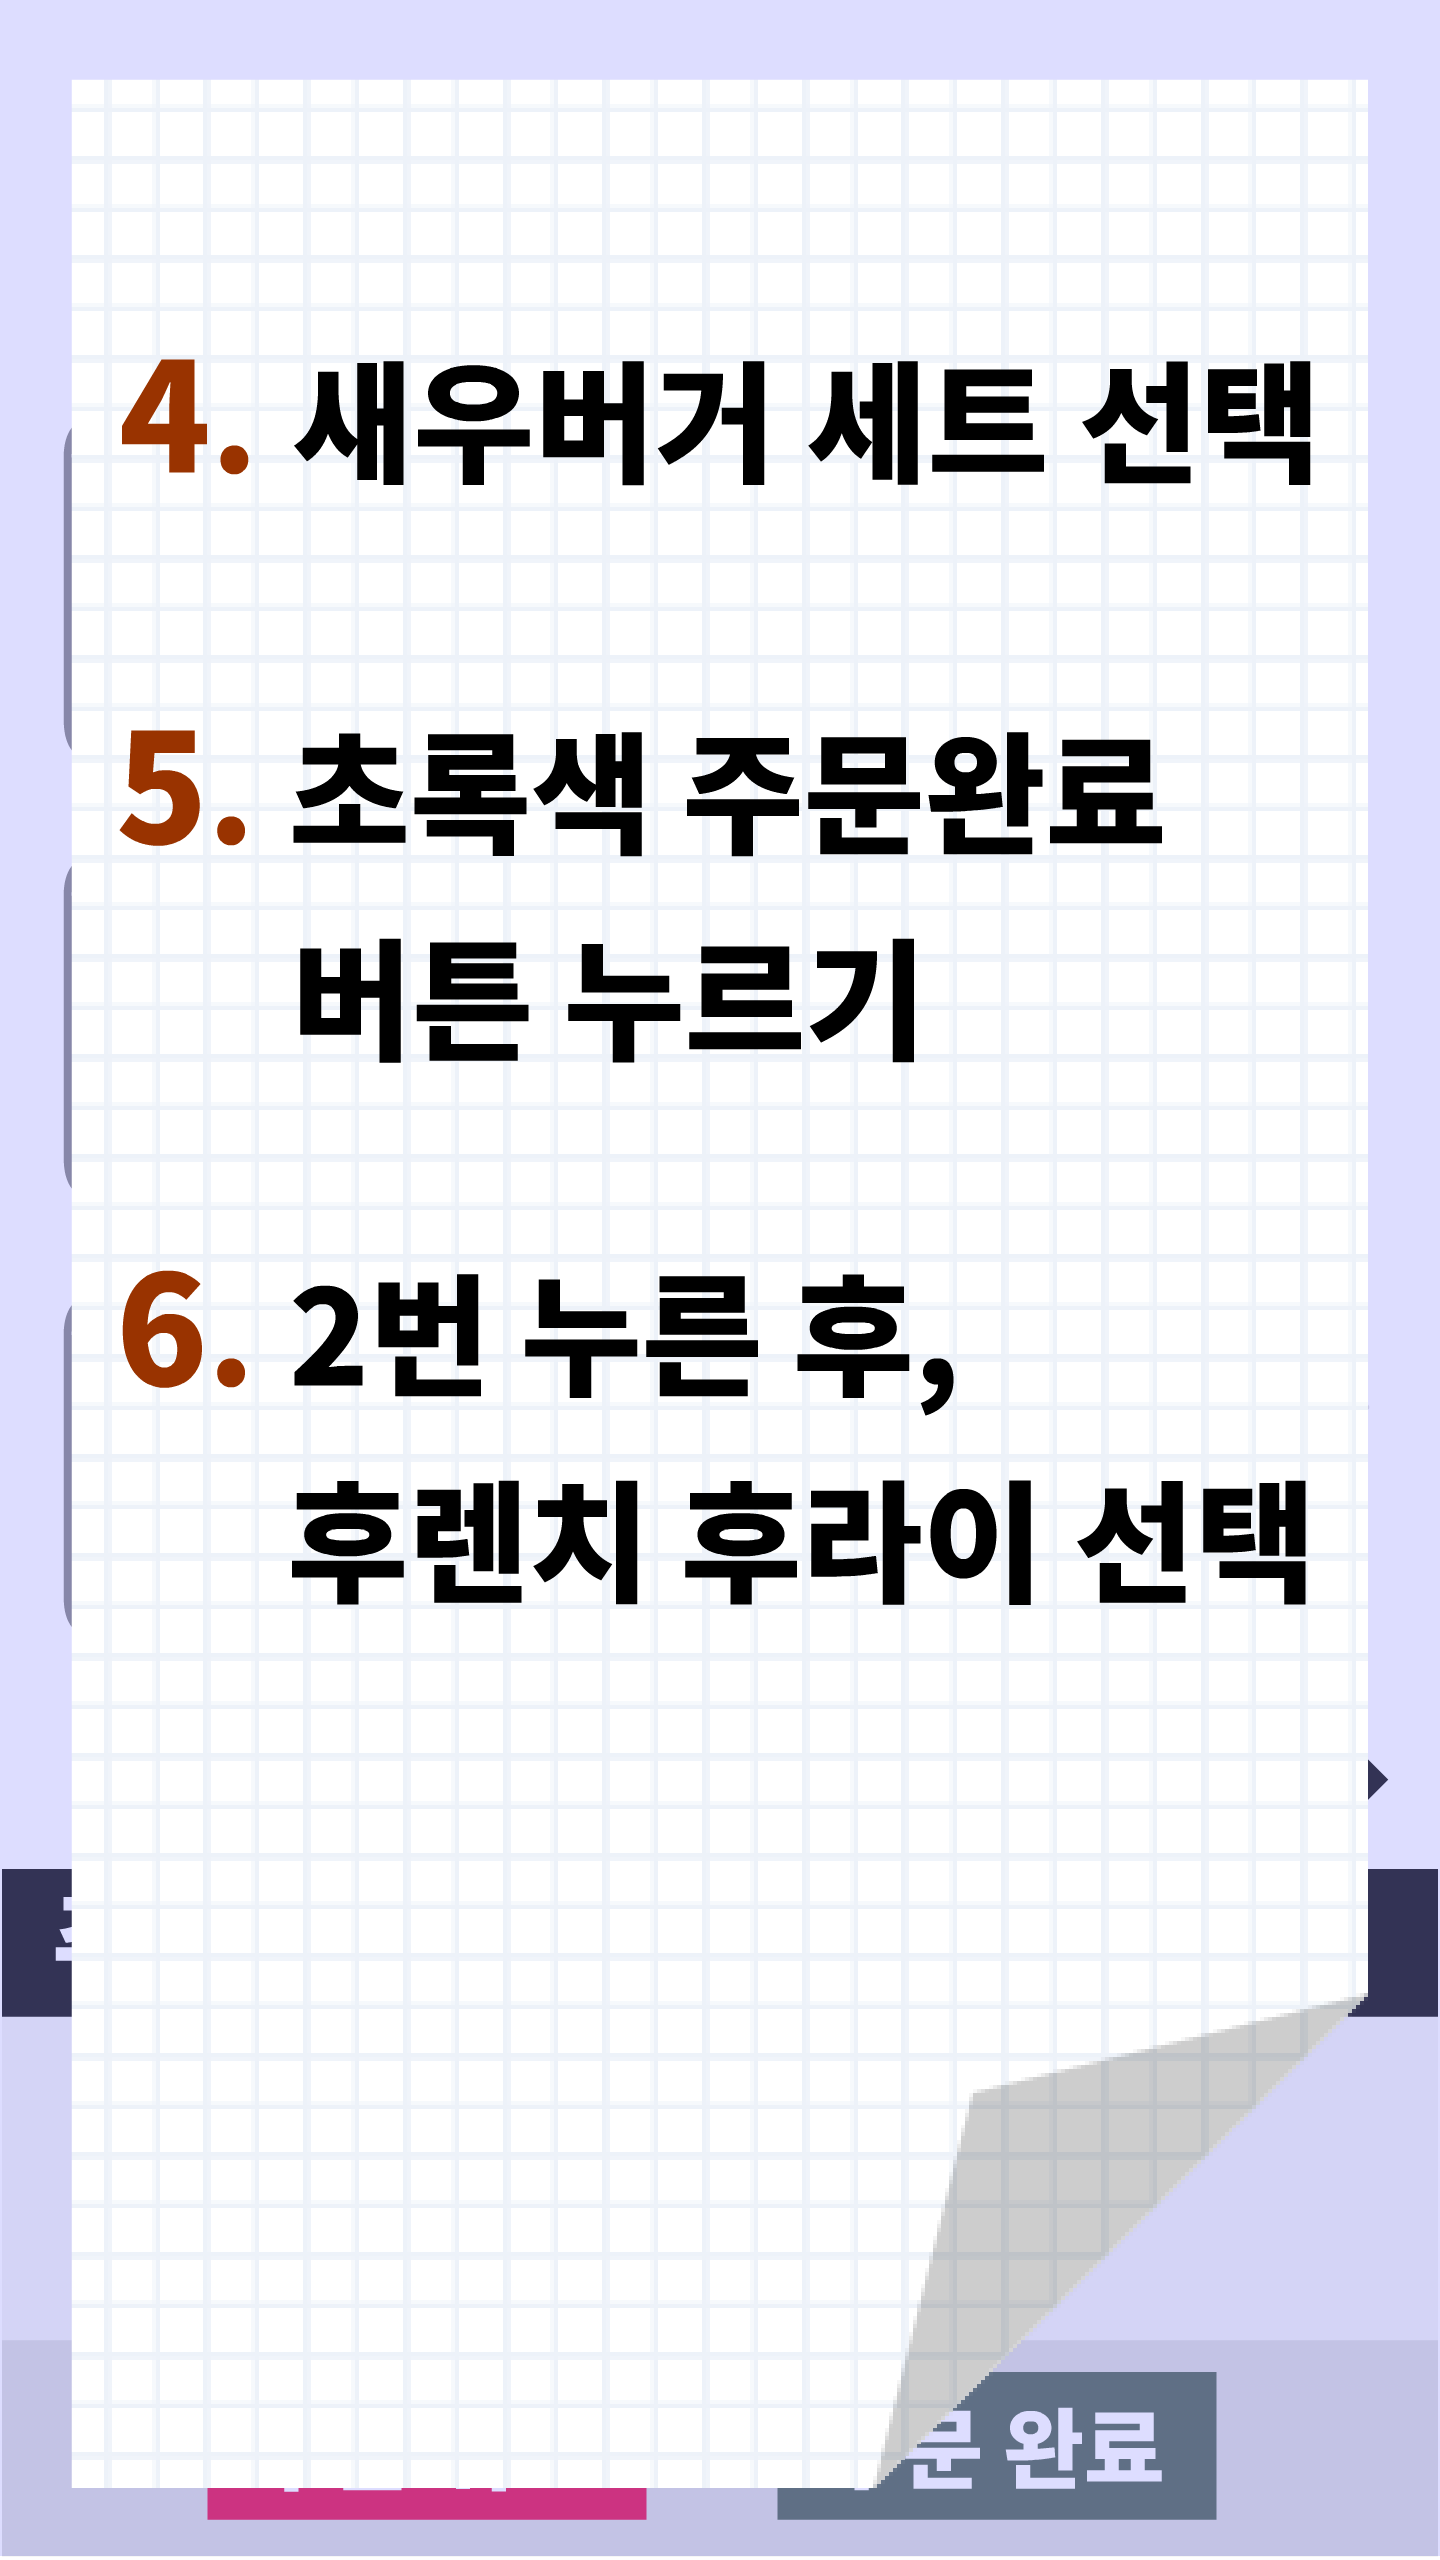 4. 새우버거 세트 선택
5. 초록색 주문완료
버튼 누르기
6. 2번 누른 후,
후렌치 후라이 선택
완료